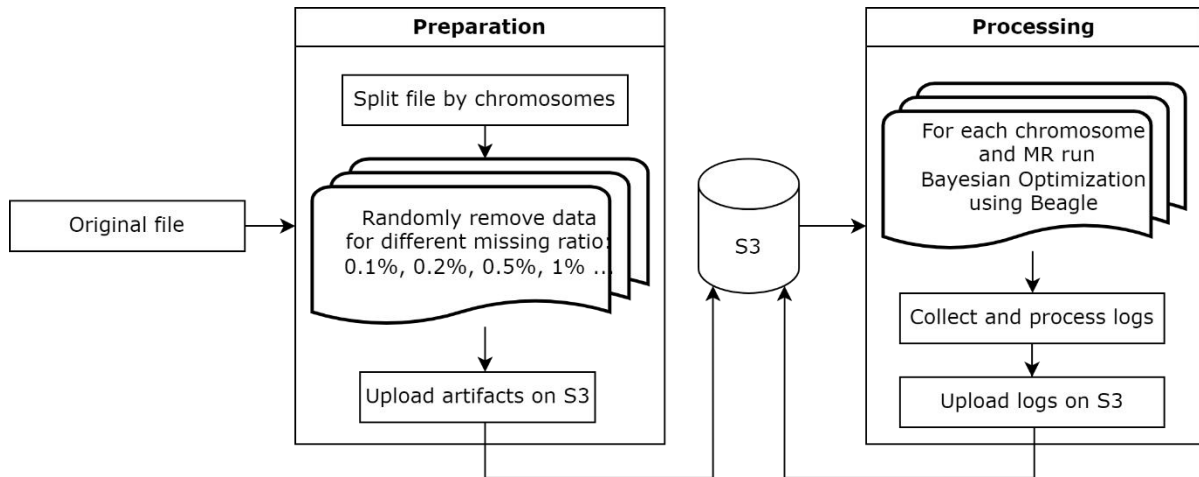 Preparation
Split file by chromosomes
Randomly remove data
for different missing ratio:
0.1%, 0.2%, 0.5%, 1% ...
Upload artifacts on S3
Original file
S3
Processing
For each chromosome
and MR run
Bayesian Optimization
using Beagle
Collect and process logs
Upload logs on S3